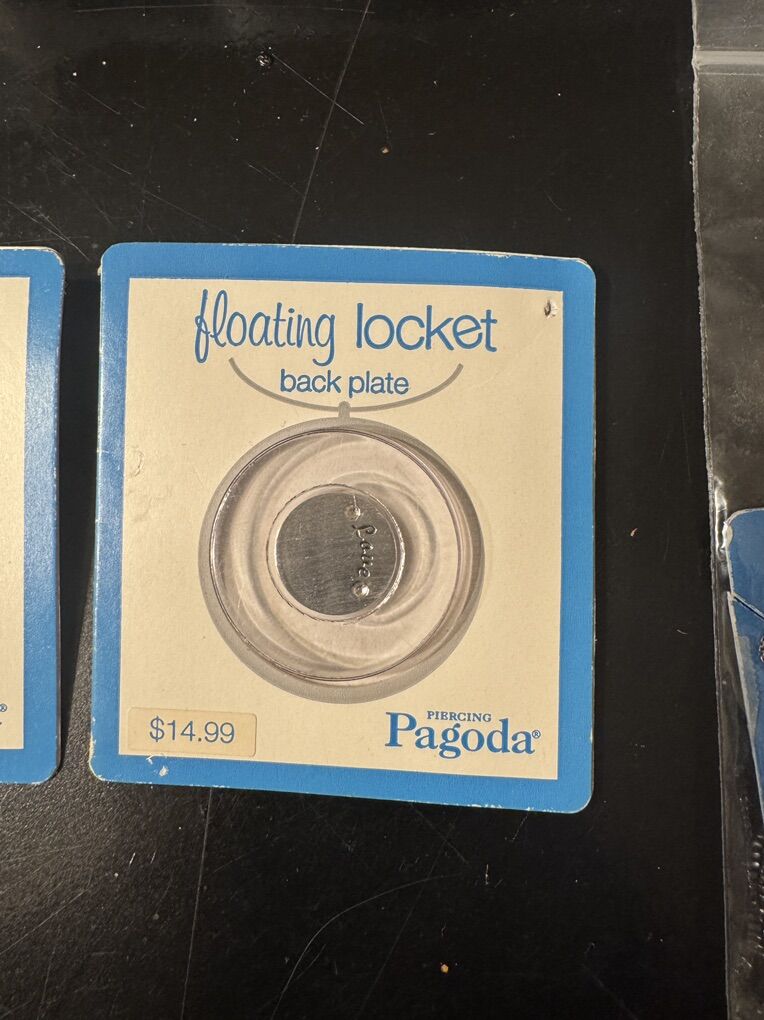 floating locket
back plate
Love
$14.99
PIERCING
Pagoda®
®